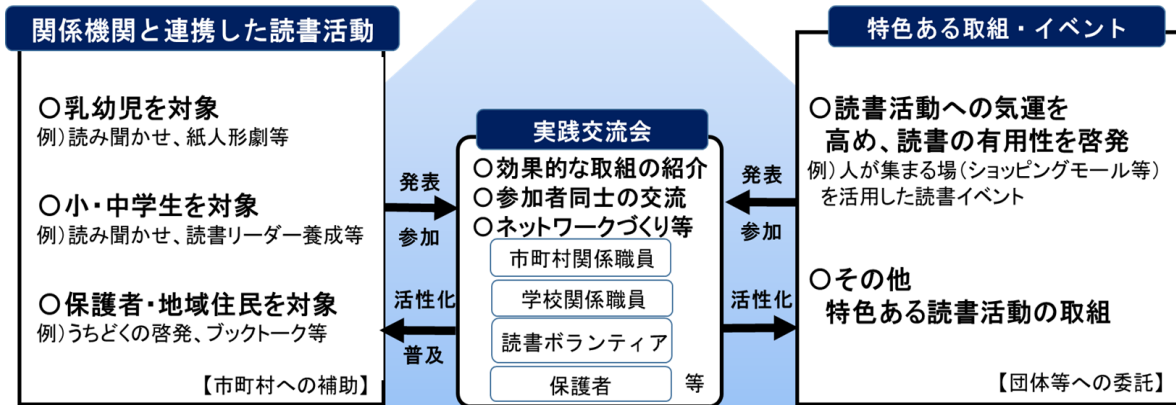 関係機関と連携した読書活動
〇乳幼児を対象
例）読み聞かせ、紙人形劇等
〇小・中学生を対象
例）読み聞かせ、読書リーダー養成等
〇保護者・地域住民を対象
例）うちどくの啓発、ブックトーク等
【市町村への補助】
発表
参加
活性化
普及
実践交流会
〇効果的な取組の紹介
〇参加者同士の交流
〇ネットワークづくり等
市町村関係職員
学校関係職員
読書ボランティア
保護者
等
発表
参加
活性化
特色ある取組・イベント
〇読書活動への気運を
高め、読書の有用性を啓発
例）人が集まる場（ショッピングモール等）
を活用した読書イベント
〇その他
特色ある読書活動の取組
【団体等への委託】